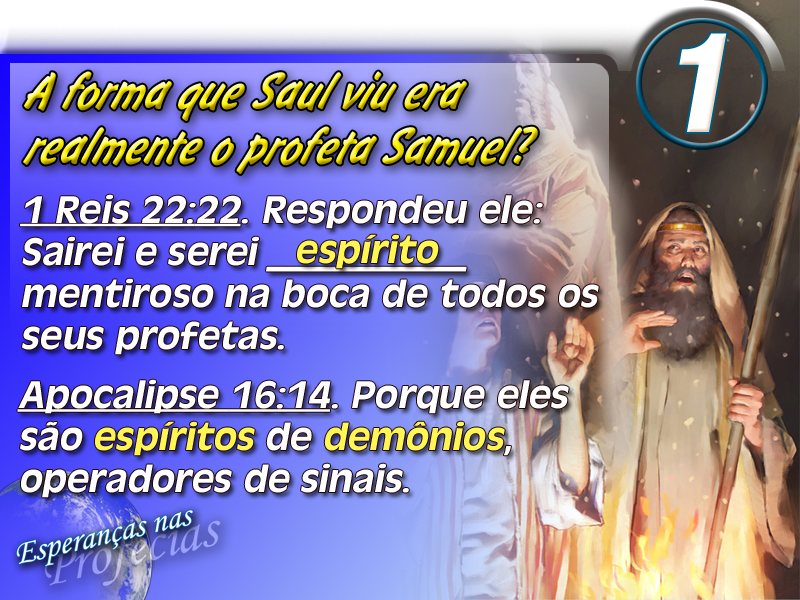 1
A forma que Saul viu era
realmente o profeta Samuel?
1 Reis 22:22. Respondeu ele:
Sairei e serei espírito
mentiroso na boca de todos os
seus profetas.
Apocalipse 16:14. Porque eles
são espíritos de demônios,
operadores de sinais.
Esperanças nas
Profecias